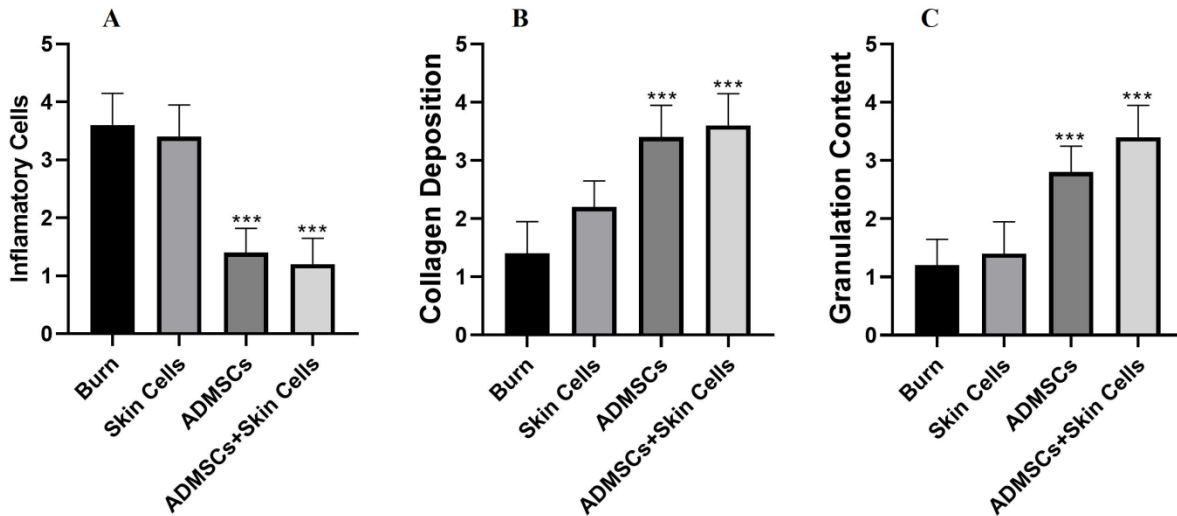 A
Inflamatory Cells
5
4
3
2
1
0
***
***
Burn
Skin Cells
ADMSCs
ADMSCs+Skin Cells
B
Collagen Deposition
5
4
3
2
1
0
***
***
Burn
Skin Cells
ADMSCs
ADMSCs+Skin Cells
C
Granulation Content
5
4
3
2
1
0
***
***
Burn
Skin Cells
ADMSCs
ADMSCs+Skin Cells